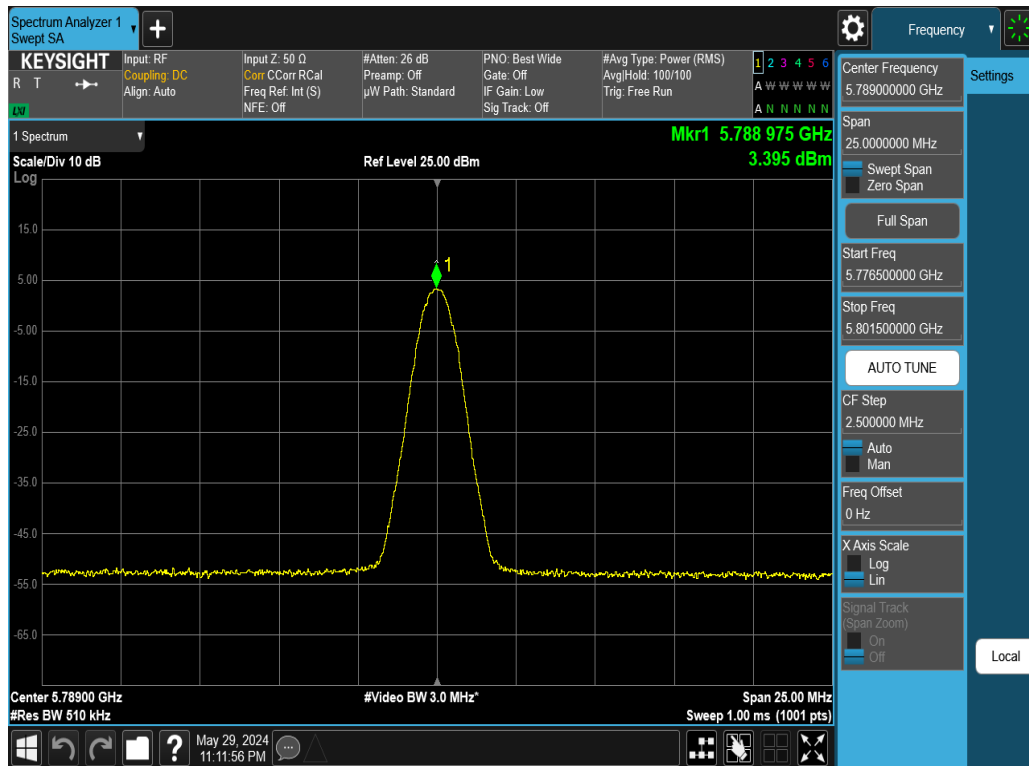 Spectrum Analyzer 1
Swept SA
Frequency
KEYSIGHT
R T
LXI
Input: RF
Coupling: DC
Align: Auto
Input Z: 50 Ω
Corr CCorr RCal
Freq Ref: Int (S)
NFE: Off
#Atten: 26 dB
Preamp: Off
µW Path: Standard
PNO: Best Wide
Gate: Off
IF Gain: Low
Sig Track: Off
#Avg Type: Power (RMS)
Avg|Hold: 100/100
Trig: Free Run
1 2 3 4 5 6
A W W W W W
A N N N N N
1 Spectrum
Scale/Div 10 dB
Log
Ref Level 25.00 dBm
Mkr1 5.788 975 GHz
3.395 dBm
1
15.0
5.00
-5.00
-15.0
-25.0
-35.0
-45.0
-55.0
-65.0
Center 5.78900 GHz
#Res BW 510 kHz
#Video BW 3.0 MHz*
Span 25.00 MHz
Sweep 1.00 ms (1001 pts)
May 29, 2024
11:11:56 PM
Center Frequency
5.789000000 GHz
Span
25.0000000 MHz
Swept Span
Zero Span
Full Span
Start Freq
5.776500000 GHz
Stop Freq
5.801500000 GHz
AUTO TUNE
CF Step
2.500000 MHz
Auto
Man
Freq Offset
0 Hz
X Axis Scale
Log
Lin
Signal Track
(Span Zoom)
On
Off
Settings
Local